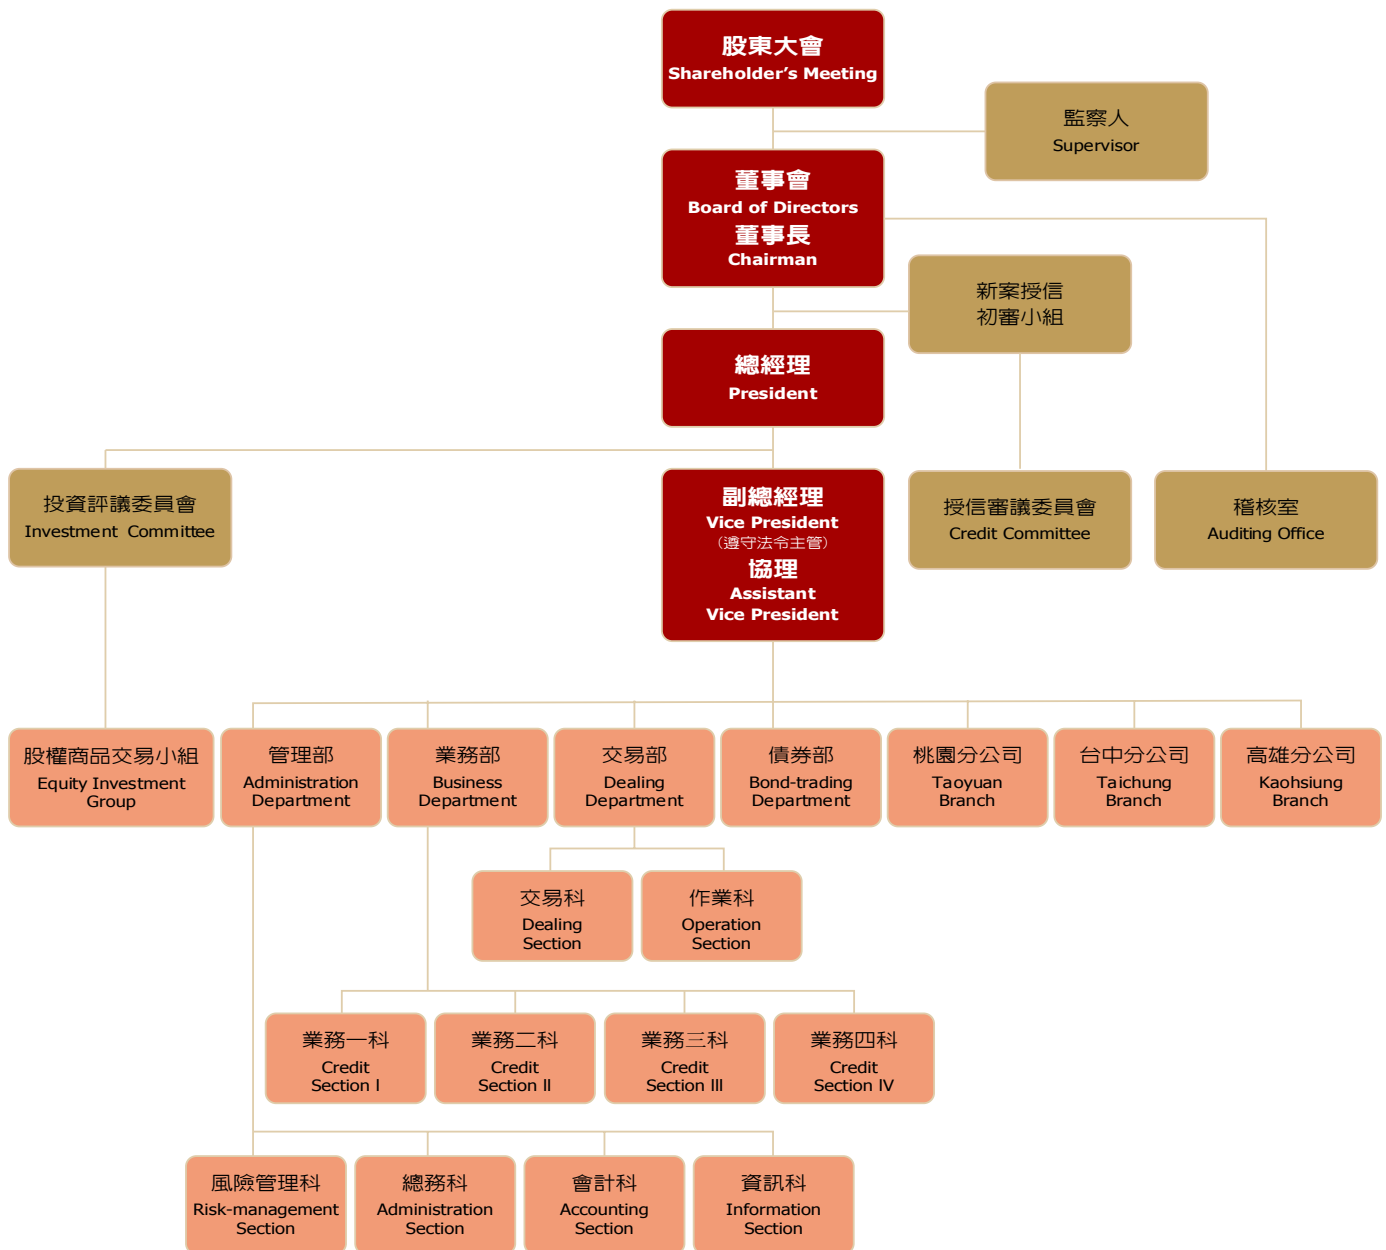 股東大會
Shareholder's Meeting
監察人
Supervisor
董事會
Board of Directors
董事長
Chairman
新案授信
初審小組
總經理
President
投資評議委員會
Investment Committee
副總經理
Vice President
(遵守法令主管)
協理
Assistant
Vice President
授信審議委員會
Credit Committee
稽核室
Auditing Office
股權商品交易小組
Equity Investment
Group
管理部
Administration
Department
業務部
Business
Department
交易部
Dealing
Department
債券部
Bond-trading
Department
桃園分公司
Taoyuan
Branch
台中分公司
Taichung
Branch
高雄分公司
Kaohsiung
Branch
交易科
Dealing
Section
作業科
Operation
Section
業務一科
Credit
Section I
業務二科
Credit
Section II
業務三科
Credit
Section III
業務四科
Credit
Section IV
風險管理科
Risk-management
Section
總務科
Administration
Section
會計科
Accounting
Section
資訊科
Information
Section